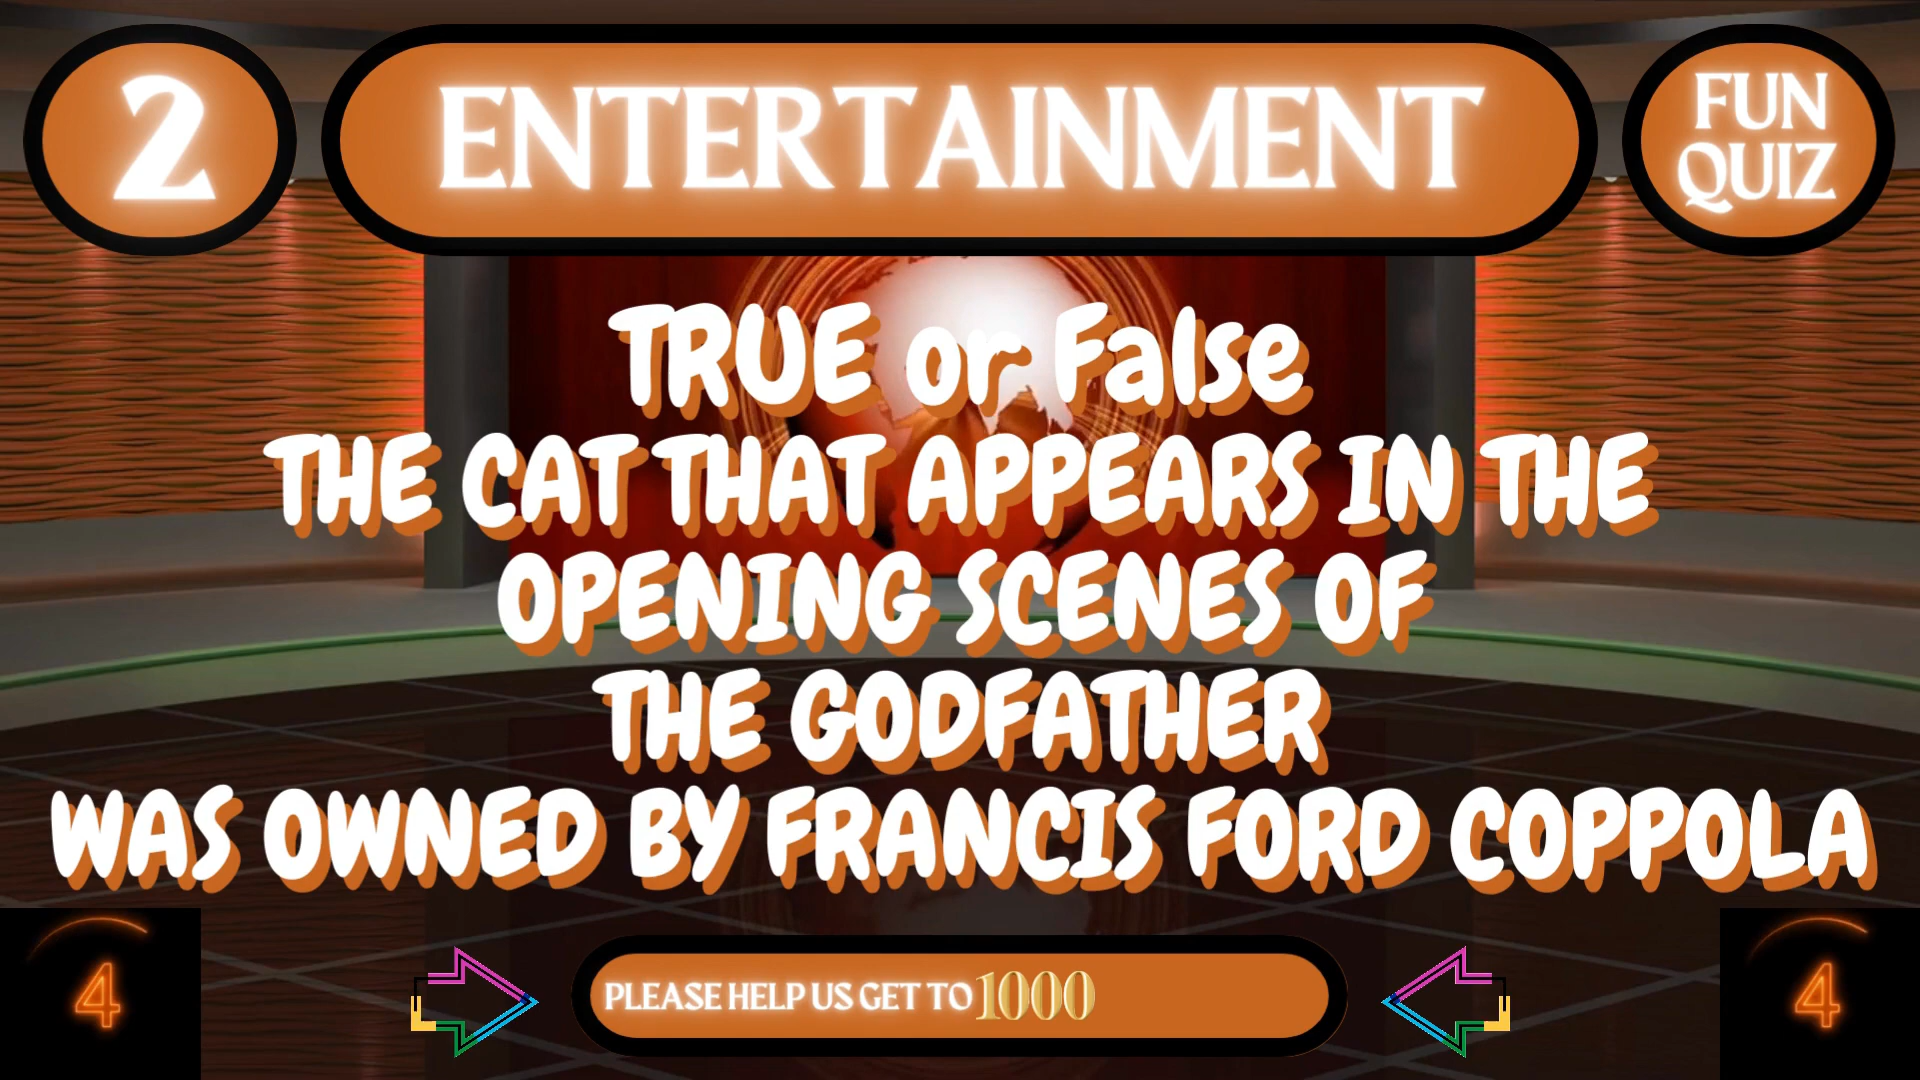 2
ENTERTAINMENT
FUN
QUIZ
TRUE or False
THE CAT THAT APPEARS IN THE
OPENING SCENES OF
THE GODFATHER
WAS OWNED BY FRANCIS FORD COPPOLA
4
PLEASE HELP US GET TO 1000
4